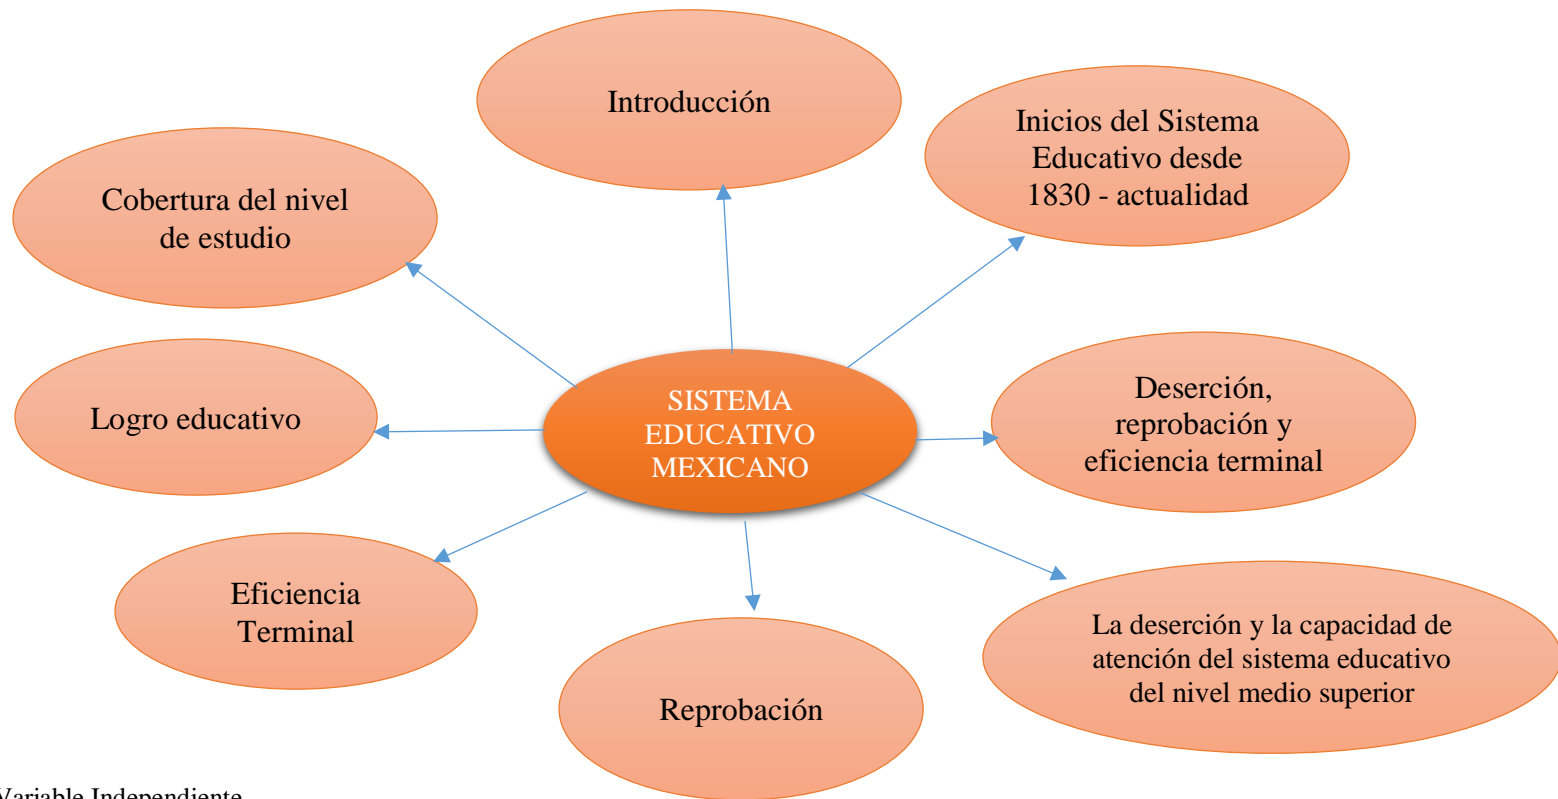 Introducción
Inicios del Sistema
Educativo desde
1830 - actualidad
Cobertura del nivel
de estudio
Logro educativo
SISTEMA
EDUCATIVO
MEXICANO
Deserción,
reprobación y
eficiencia terminal
Eficiencia
Terminal
Reprobación
La deserción y la capacidad de
atención del sistema educativo
del nivel medio superior
Variable Independiente